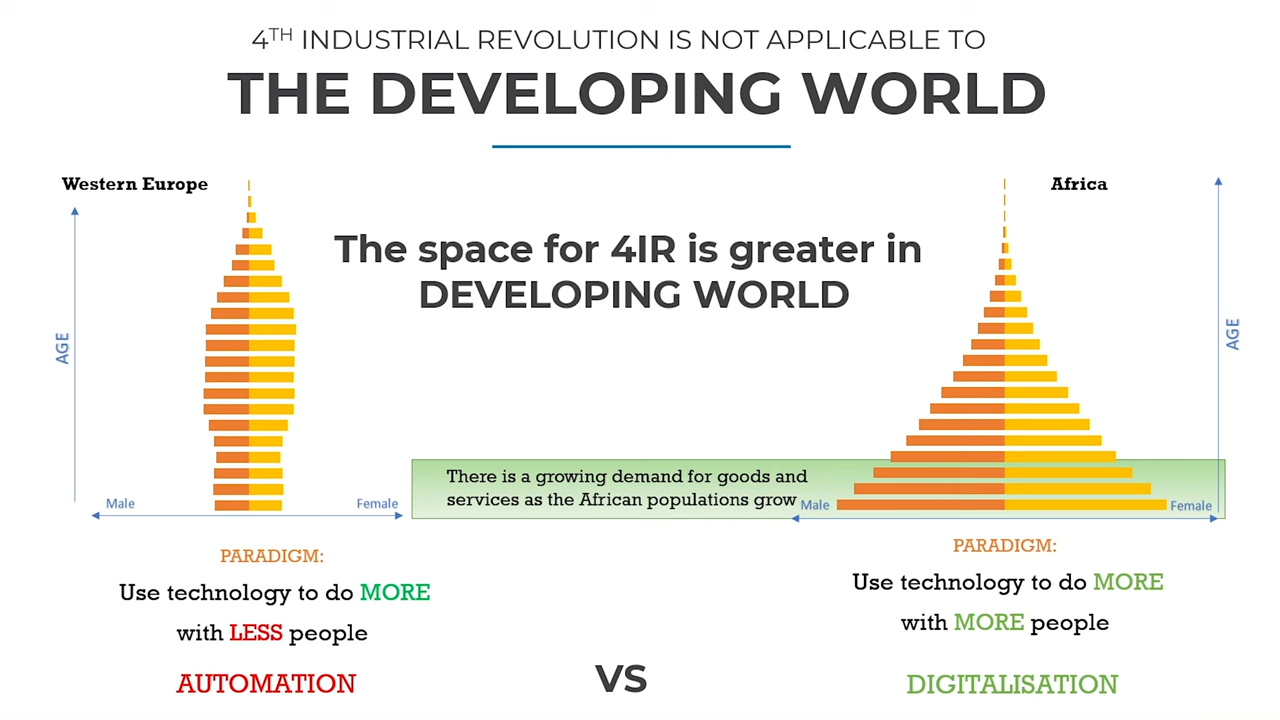 4TH INDUSTRIAL REVOLUTION IS NOT APPLICABLE TO
THE DEVELOPING WORLD
Western Europe
Africa
The space for 4IR is greater in
DEVELOPING WORLD
AGE
AGE
There is a growing demand for goods and
services as the African populations grow
Male
Female
Male
Female
PARADIGM:
Use technology to do MORE
with LESS people
AUTOMATION
VS
PARADIGM:
Use technology to do MORE
with MORE people
DIGITALISATION